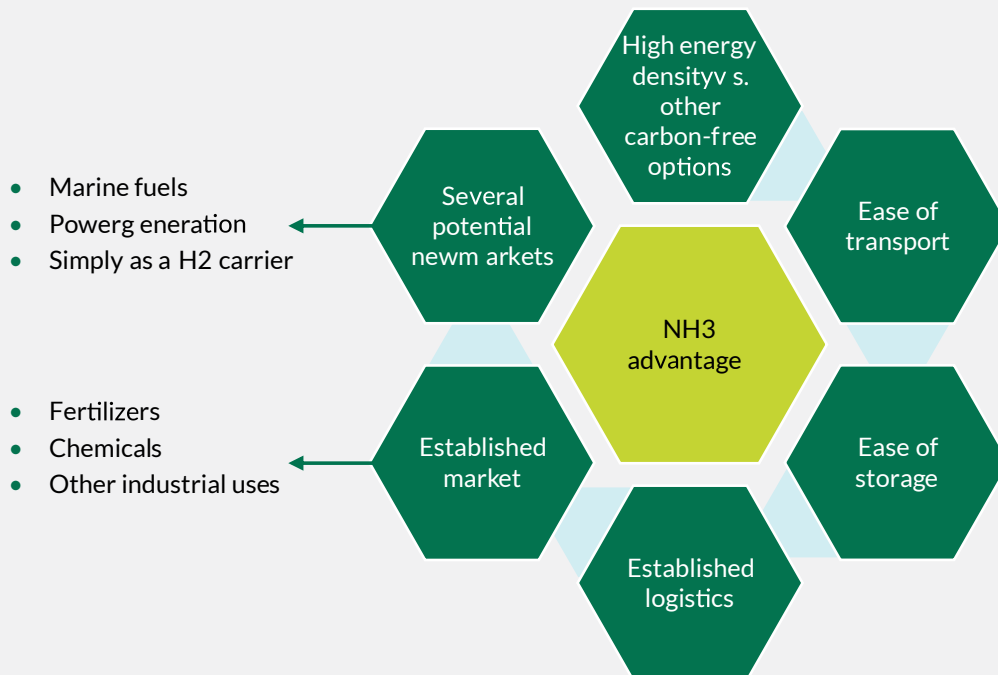 High energy
densityv s.
other
carbon-free
options
Several
potential
newm arkets
Ease of
transport
• Marine fuels
• Powerg eneration
• Simply as a H2 carrier
NH3
advantage
• Fertilizers
• Chemicals
• Other industrial uses
Established
market
Ease of
storage
Established
logistics